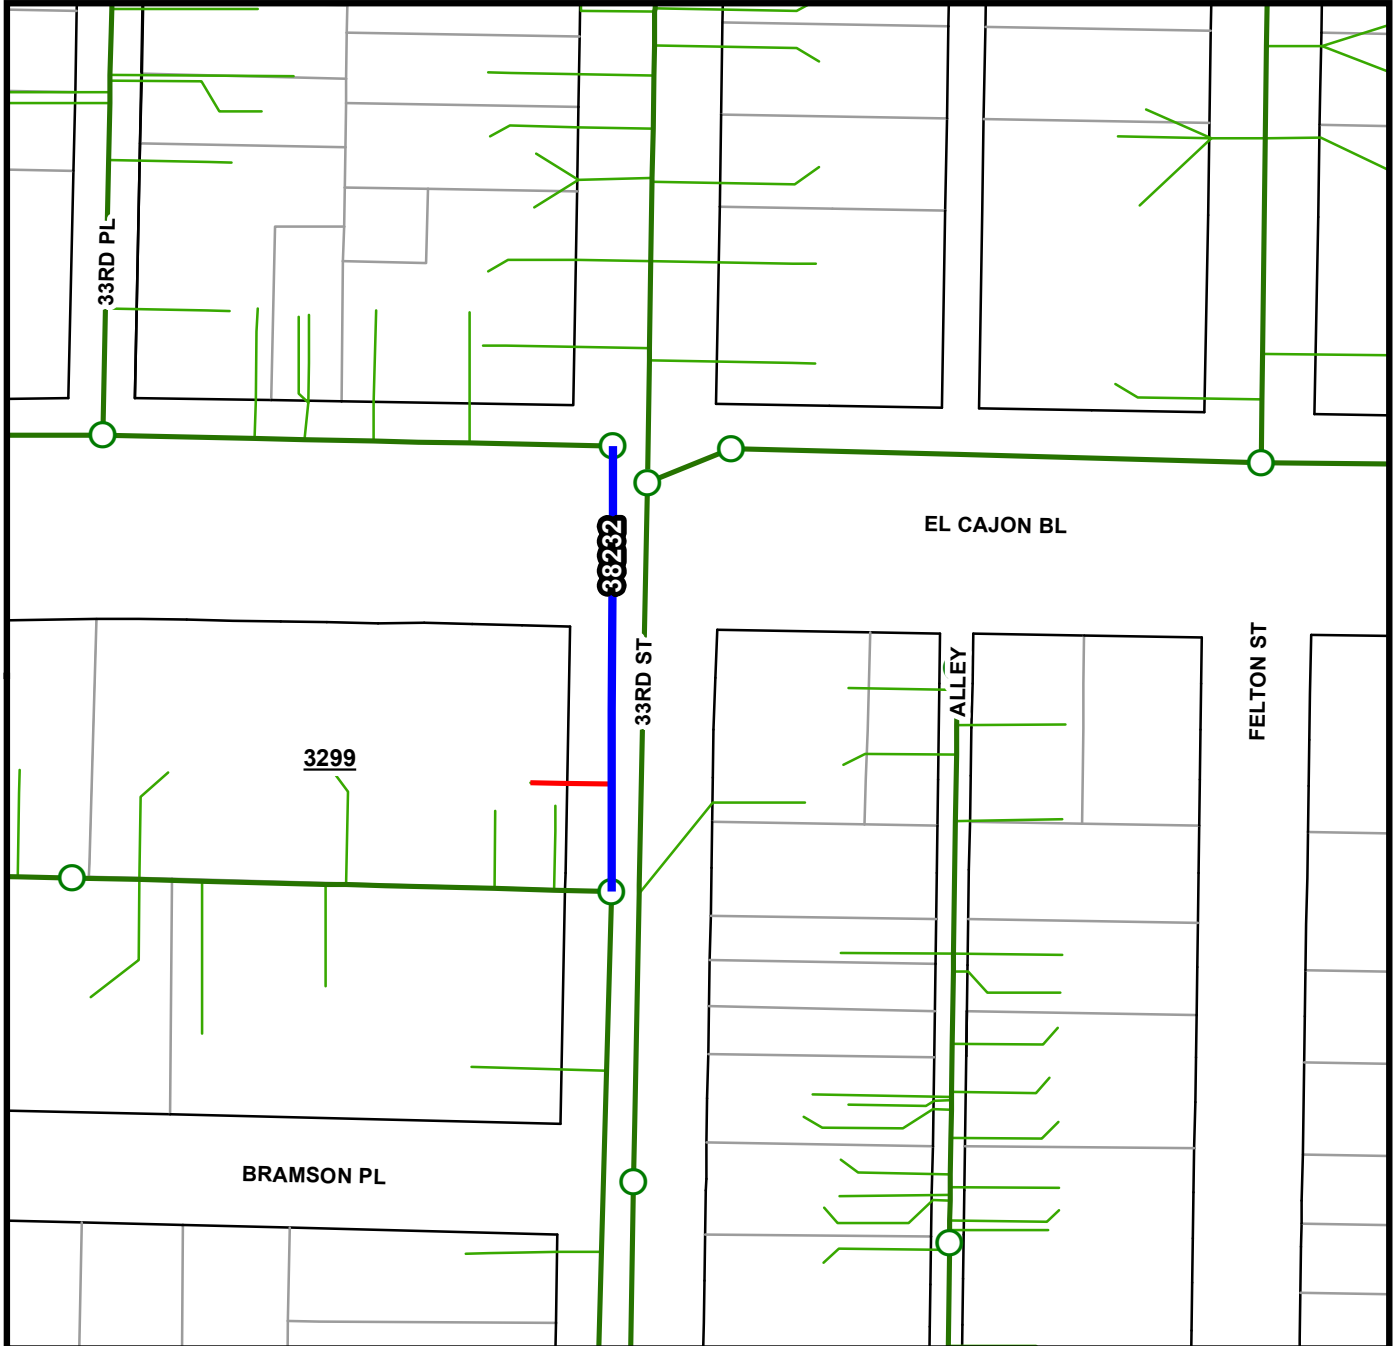 33RD PL
38232
EL CAJON BL
33RD ST
ALLEY
FELTON ST
3299
BRAMSON PL